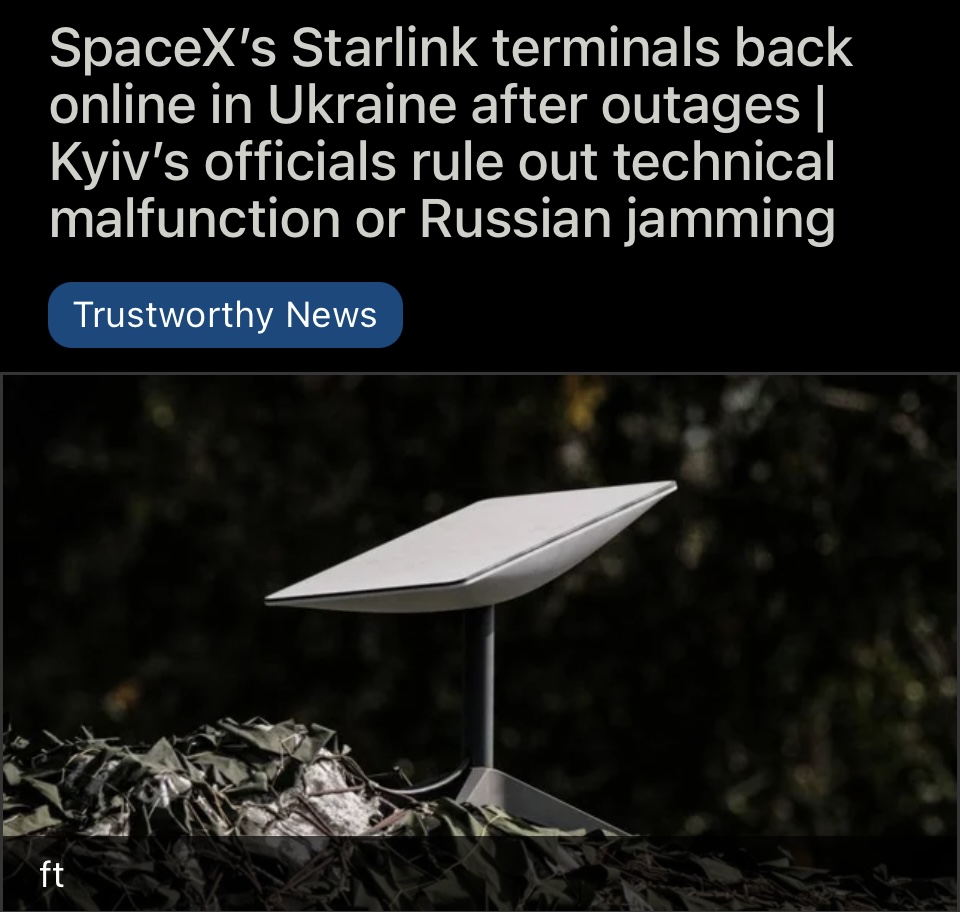 SpaceX’s Starlink terminals back
online in Ukraine after outages |
Kyiv’s officials rule out technical
malfunction or Russian jamming
Trustworthy News
ft